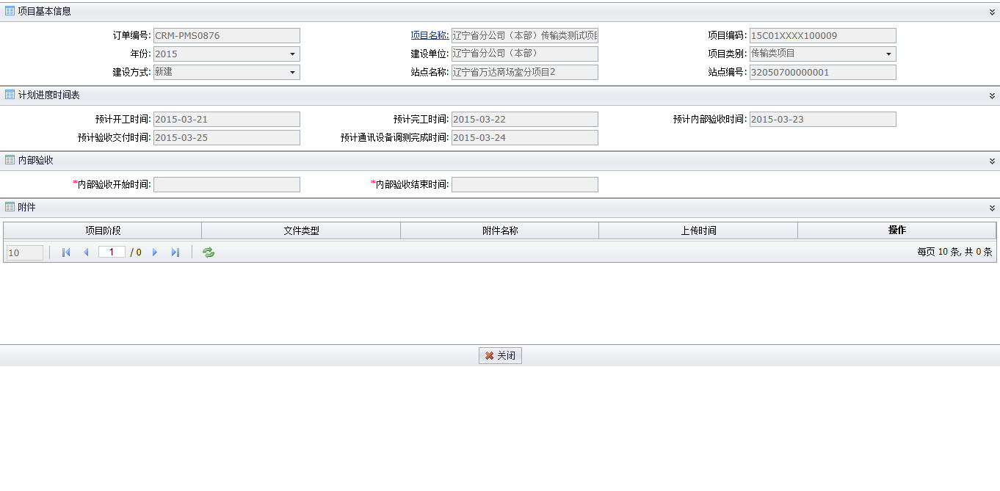 项目基本信息
订单编号: CRM-PMS0876 项目名称: 辽宁省分公司（本部）传输类测试项目 项目编码: 15C01XXXX100009
年份: 2015 建设单位: 辽宁省分公司（本部） 项目类别: 传输类项目
建设方式: 新建 站点名称: 辽宁省万达商场室分项目2 站点编号: 32050700000001
计划进度时间表
预计开工时间: 2015-03-21 预计完工时间: 2015-03-22 预计内部验收时间: 2015-03-23
预计验收交付时间: 2015-03-25 预计通讯设备调测完成时间: 2015-03-24
内部验收
*内部验收开始时间: *内部验收结束时间:
附件
项目阶段 文件类型 附件名称 上传时间 操作
10 1 / 0 每页 10 条, 共 0 条
关闭